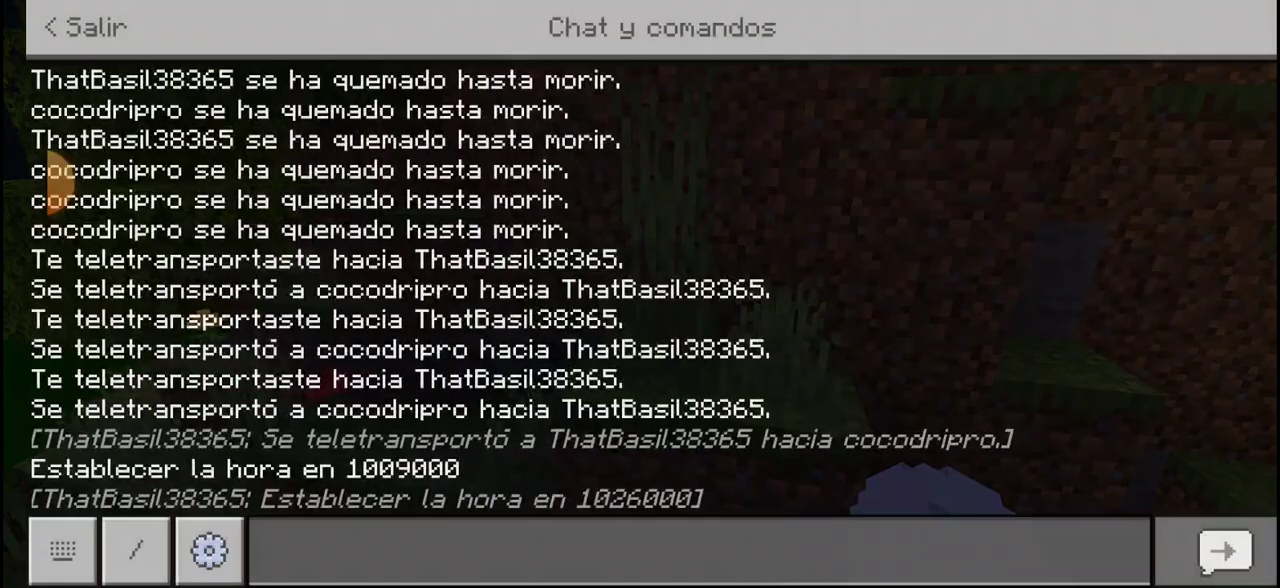 < Salir
Chat y comandos
ThatBasil38365 se ha quemado hasta morir.
cocodripro se ha quemado hasta morir.
ThatBasil38365 se ha quemado hasta morir.
cocodripro se ha quemado hasta morir.
cocodripro se ha quemado hasta morir.
cocodripro se ha quemado hasta morir.
Te teletransportaste hacia ThatBasil38365.
Se teletransportó a cocodripro hacia ThatBasil38365.
Te teletransportaste hacia ThatBasil38365.
Se teletransportó a cocodripro hacia ThatBasil38365.
Te teletransportaste hacia ThatBasil38365.
Se teletransportó a cocodripro hacia ThatBasil38365.
[ThatBasil38365: Se teletransportó a ThatBasil38365 hacia cocodripro.]
Establecer la hora en 1009000
[ThatBasil38365: Establecer la hora en 1026000]
/